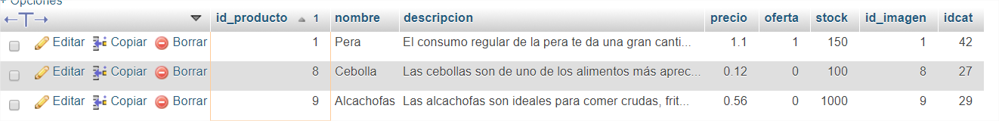 + Opciones
←T→ id_producto 1 nombre descripcion precio oferta stock id_imagen idcat
Editar Copiar Borrar 1 Pera El consumo regular de la pera te da una gran canti... 1.1 1 150 1 42
Editar Copiar Borrar 8 Cebolla Las cebollas son de uno de los alimentos más aprec... 0.12 0 100 8 27
Editar Copiar Borrar 9 Alcachofas Las alcachofas son ideales para comer crudas, frit... 0.56 0 1000 9 29